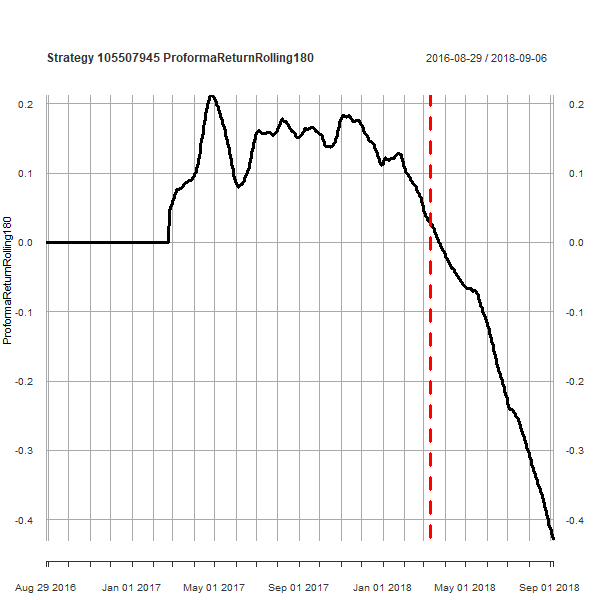 Strategy 105507945 ProformaReturnRolling180 2016-08-29 / 2018-09-06
0.2 0.2
0.1 0.1
0.0 0.0
-0.1 -0.1
-0.2 -0.2
-0.3 -0.3
-0.4 -0.4
ProformaReturnRolling180
Aug 29 2016 Jan 01 2017 May 01 2017 Sep 01 2017 Jan 01 2018 May 01 2018 Sep 01 2018